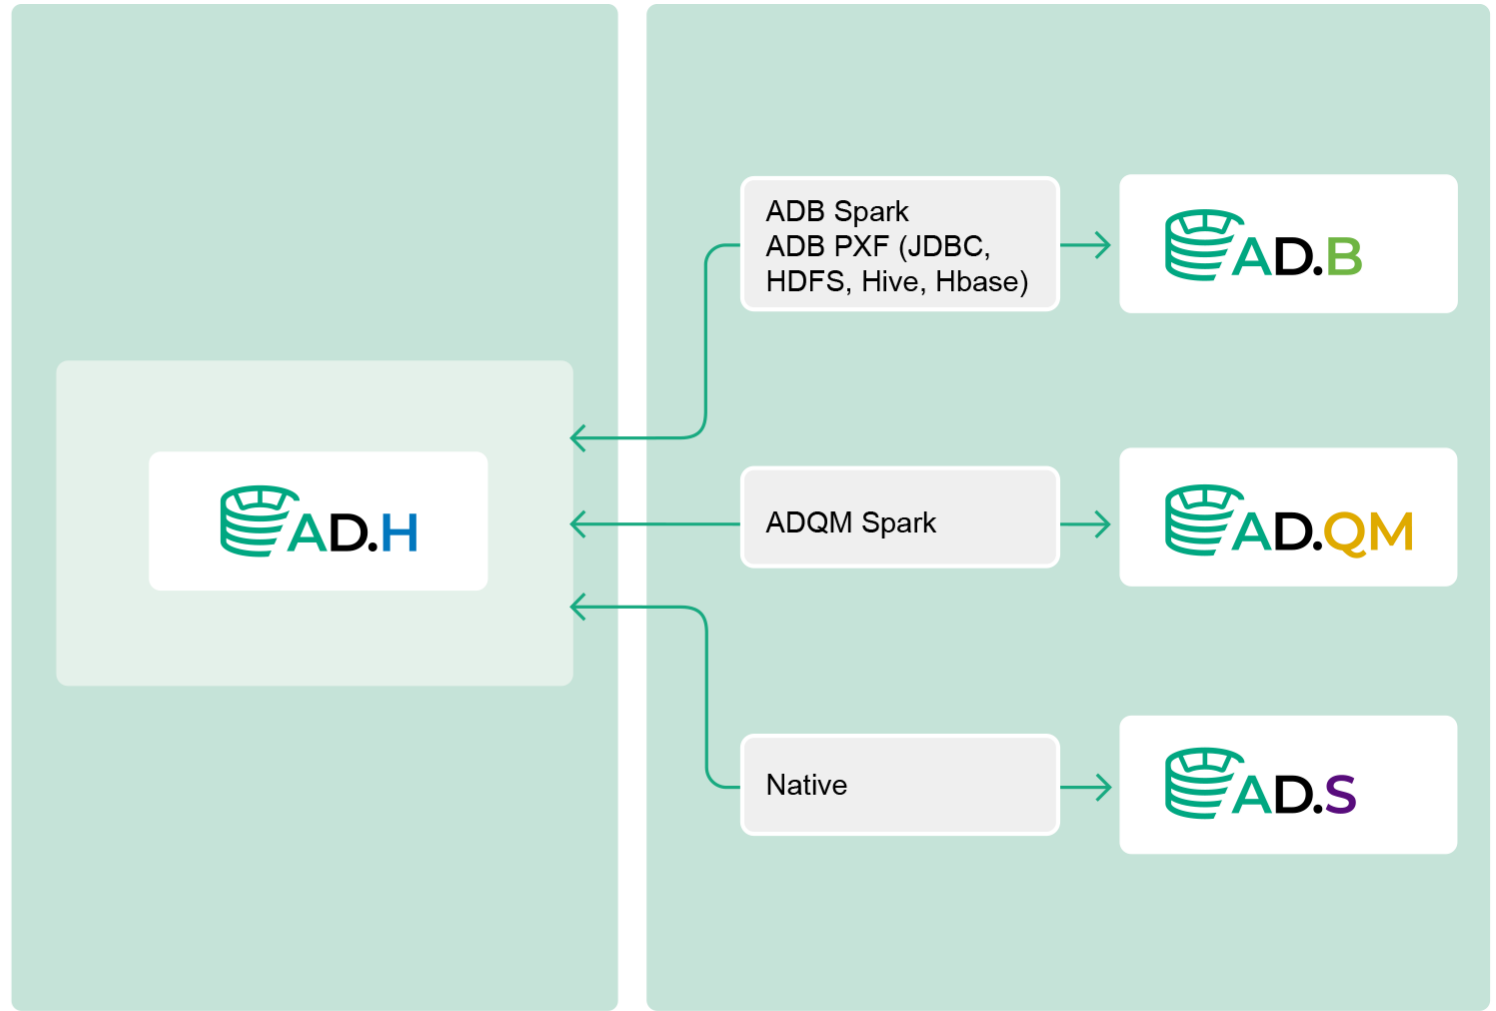 AD.H
ADB Spark
ADB PXF (JDBC,
HDFS, Hive, Hbase)
AD.B
ADQM Spark
AD.QM
Native
AD.S